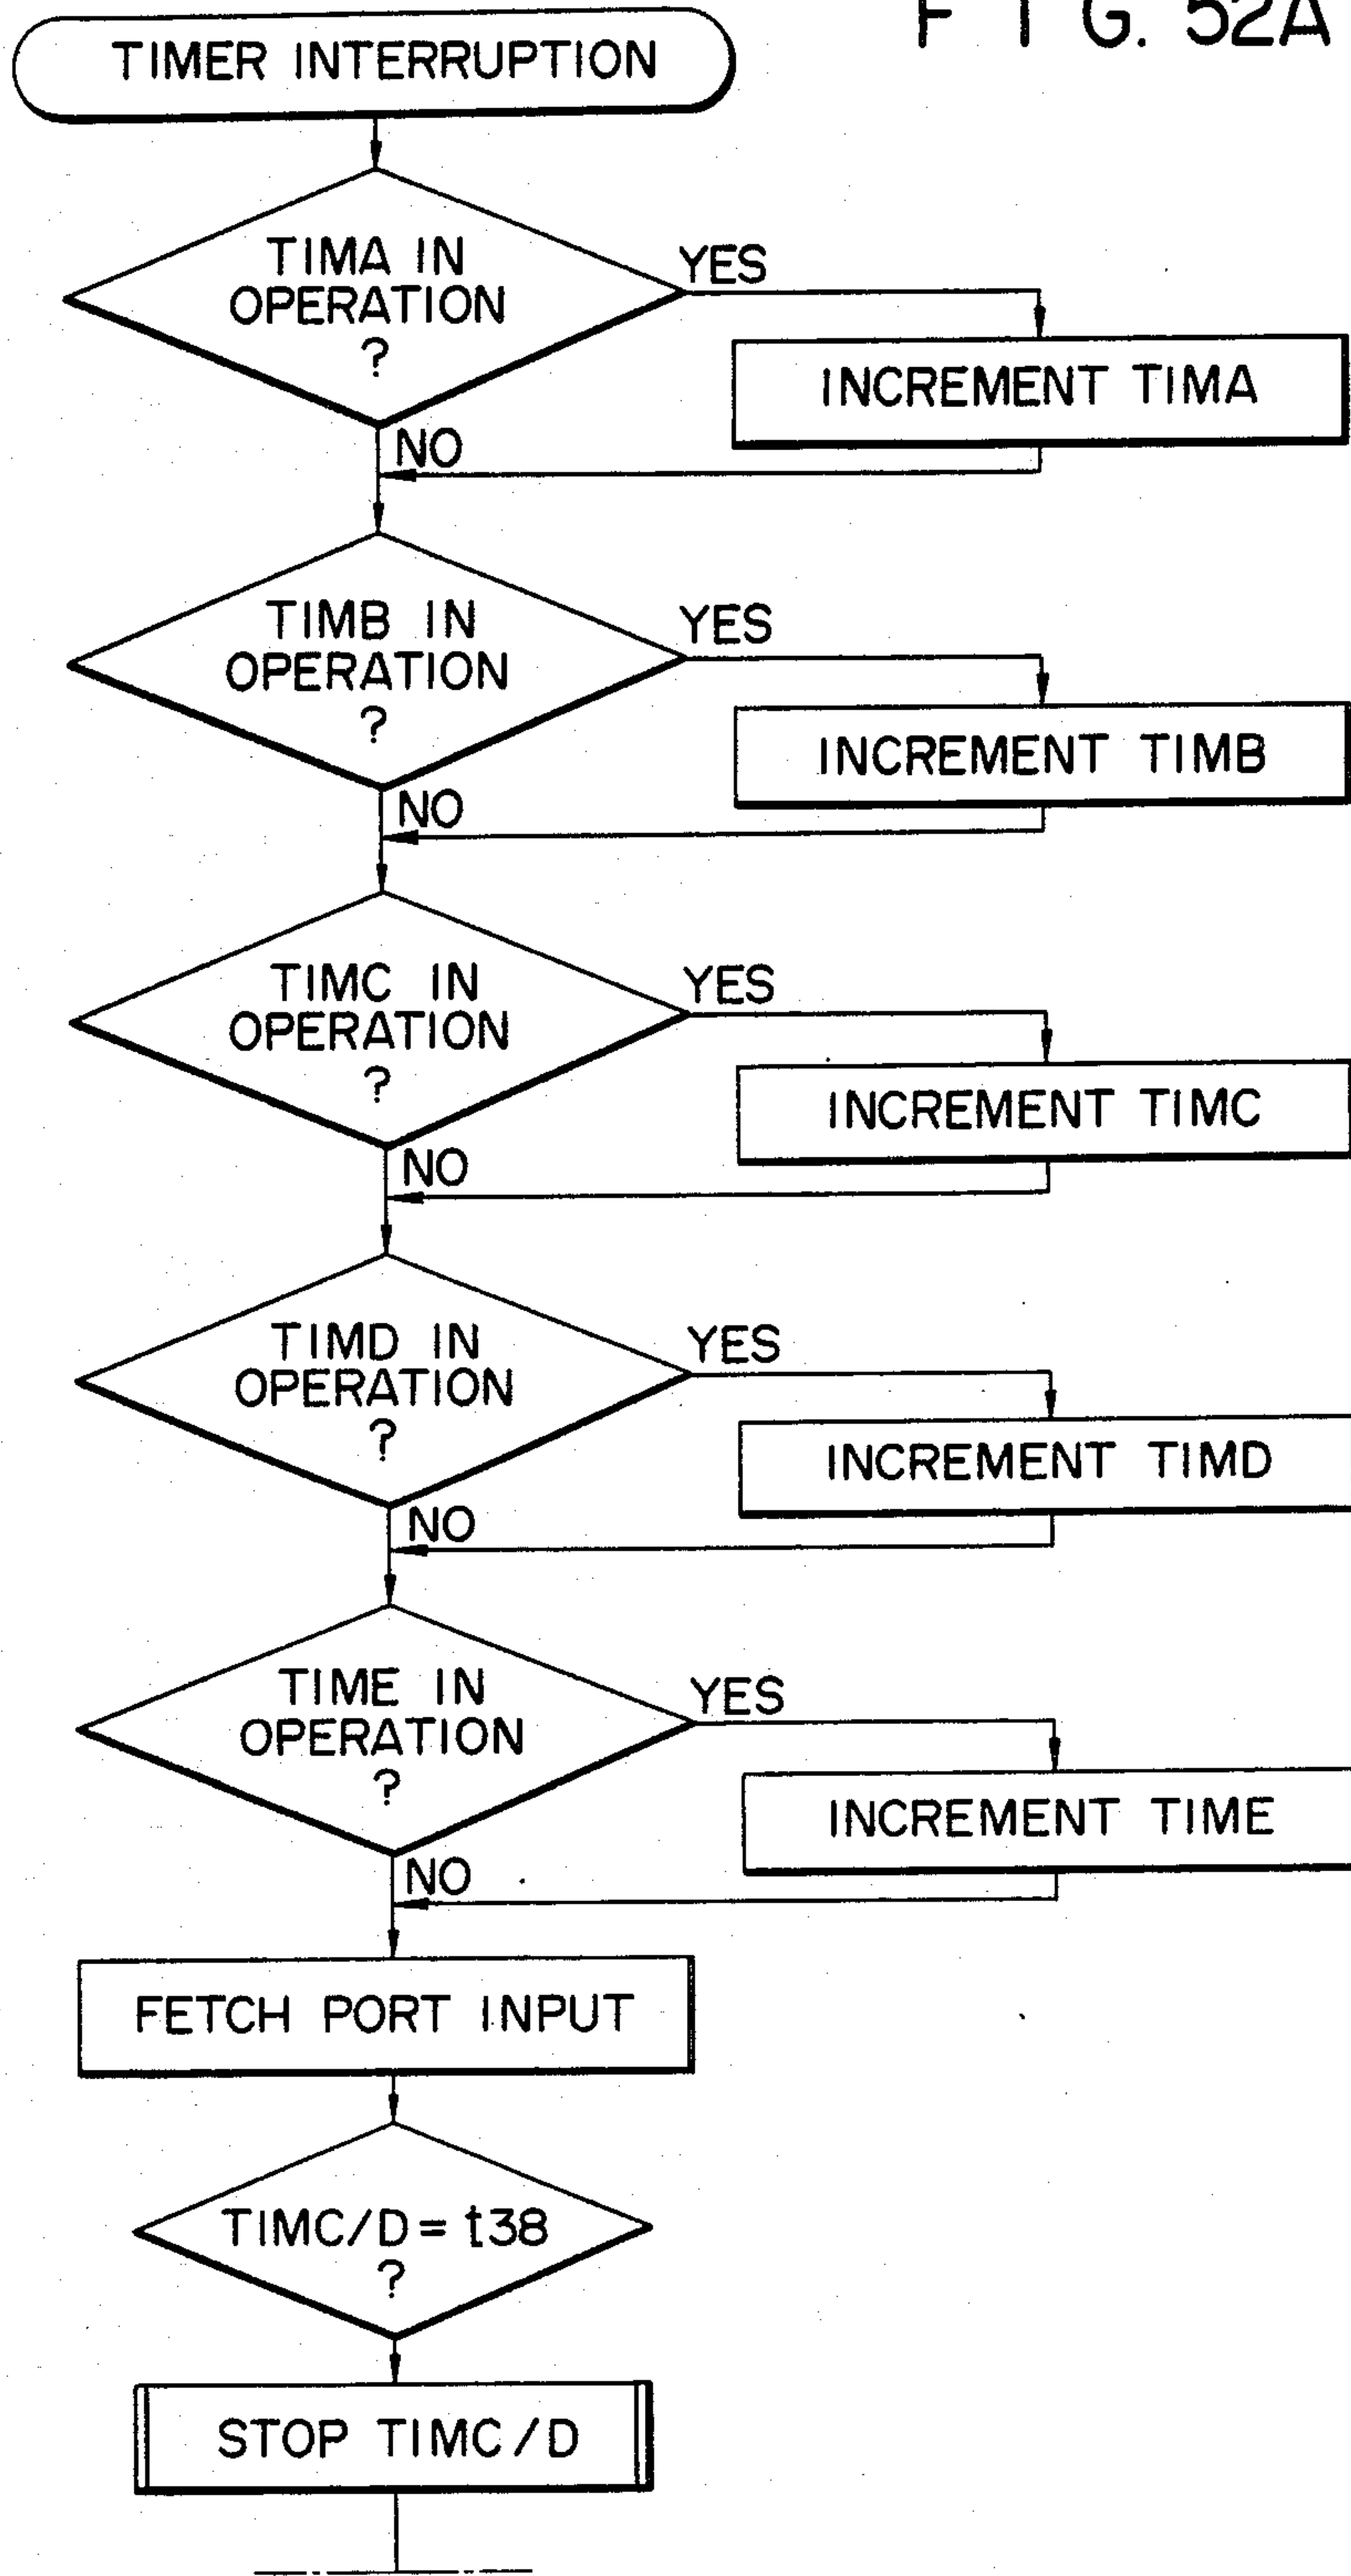 F I G. 52A
TIMER INTERRUPTION
TIMA IN
OPERATION
?
YES
INCREMENT TIMA
NO
TIMB IN
OPERATION
?
YES
INCREMENT TIMB
NO
TIMC IN
OPERATION
?
YES
INCREMENT TIMC
NO
TIMD IN
OPERATION
?
YES
INCREMENT TIMD
NO
TIME IN
OPERATION
?
YES
INCREMENT TIME
NO
FETCH PORT INPUT
TIMC/D = t38
?
STOP TIMC/D